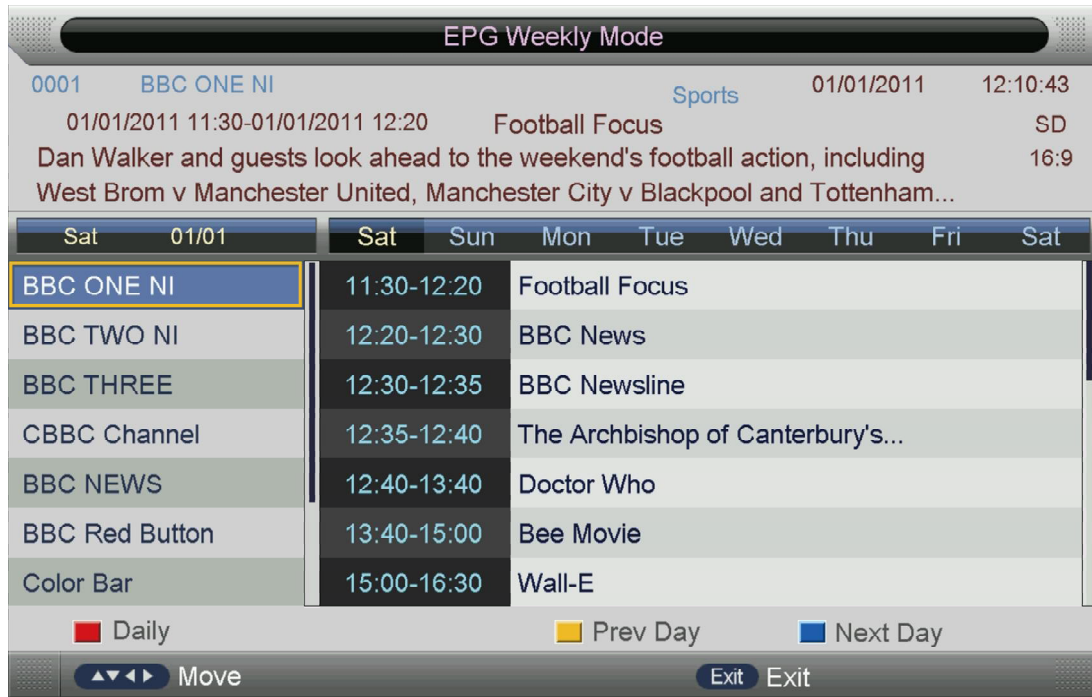 EPG Weekly Mode
0001 BBC ONE NI Sports 01/01/2011 12:10:43
01/01/2011 11:30-01/01/2011 12:20 Football Focus SD
Dan Walker and guests look ahead to the weekend's football action, including 16:9
West Brom v Manchester United, Manchester City v Blackpool and Tottenham...
Sat 01/01 Sat Sun Mon Tue Wed Thu Fri Sat
BBC ONE NI 11:30-12:20 Football Focus
BBC TWO NI 12:20-12:30 BBC News
BBC THREE 12:30-12:35 BBC Newsline
CBBC Channel 12:35-12:40 The Archbishop of Canterbury's...
BBC NEWS 12:40-13:40 Doctor Who
BBC Red Button 13:40-15:00 Bee Movie
Color Bar 15:00-16:30 Wall-E
Daily Prev Day Next Day
Move Exit Exit